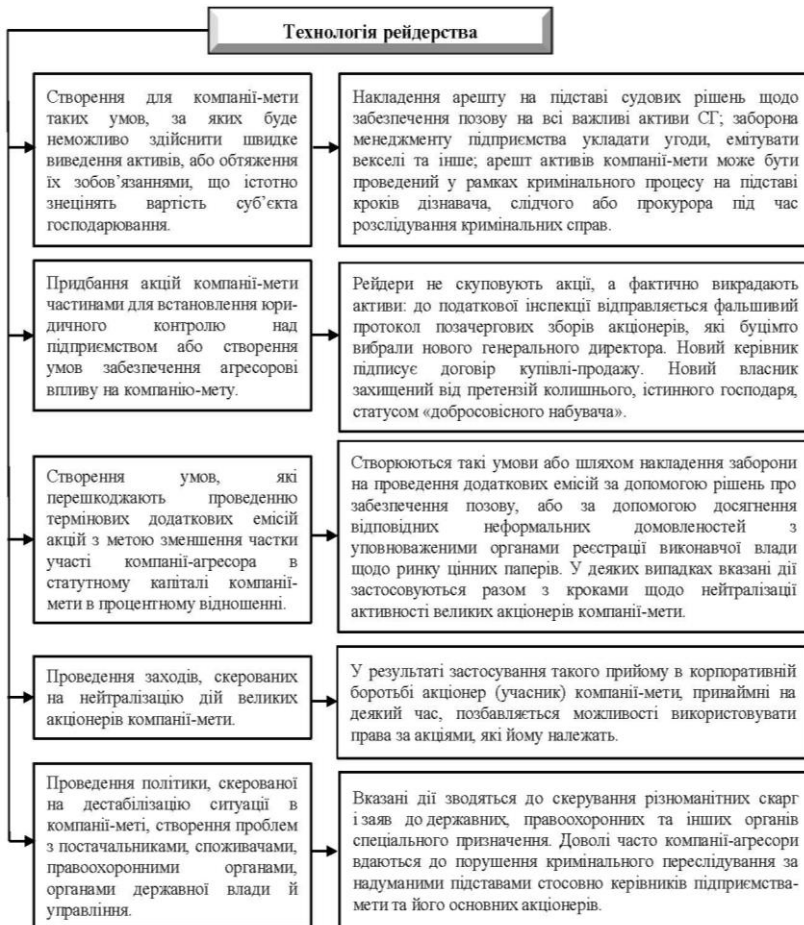 Технологія рейдерства
Створення для компанії-мети
таких умов, за яких буде
неможливо здійснити швидке
виведення активів, або обтяження
їх зобов’язаннями, що істотно
знецінять вартість суб’єкта
господарювання.
Накладення арешту на підставі судових рішень щодо
забезпечення позову на всі важливі активи СГ; заборона
менеджменту підприємства укладати угоди, емітувати
векселі та інше; арешт активів компанії-мети може бути
проведений у рамках кримінального процесу на підставі
кроків дізнавача, слідчого або прокурора під час
розслідування кримінальних справ.
Придбання акцій компанії-мети
частинами для встановлення юри-
дичного контролю над
підприємством або створення
умов забезпечення агресорові
впливу на компанію-мету.
Рейдери не скуповують акції, а фактично викрадають
активи: до податкової інспекції відправляється фальшивий
протокол позачергових зборів акціонерів, які буцімто
вибрали нового генерального директора. Новий керівник
підписує договір купівлі-продажу. Новий власник
захищений від претензій колишнього, істинного господаря,
статусом «добросовісного набувача».
Створення умов, які
перешкоджають проведенню
термінових додаткових емісій
акцій з метою зменшення частки
участі компанії-агресора в
статутному капіталі компанії-
мети в процентному відношенні.
Створюються такі умови або шляхом накладення заборони
на проведення додаткових емісій за допомогою рішень про
забезпечення позову, або за допомогою досягнення
відповідних неформальних домовленостей з
уповноваженими органами реєстрації виконавчої влади
щодо ринку цінних паперів. У деяких випадках вказані дії
застосовуються разом з кроками щодо нейтралізації
активності великих акціонерів компанії-мети.
Проведення заходів, скерованих
на нейтралізацію дій великих
акціонерів компанії-мети.
У результаті застосування такого прийому в корпоративній
боротьбі акціонер (учасник) компанії-мети, принаймні на
деякий час, позбавляється можливості використовувати
права за акціями, які йому належать.
Проведення політики, скерованої
на дестабілізацію ситуації в
компанії-меті, створення проблем
з постачальниками, споживачами,
правоохоронними органами,
органами державної влади й
управління.
Вказані дії зводяться до скерування різноманітних скарг
і заяв до державних, правоохоронних та інших органів
спеціального призначення. Доволі часто компанії-агресори
вдаються до порушення кримінального переслідування за
надуманими підставами стосовно керівників підприємства-
мети та його основних акціонерів.